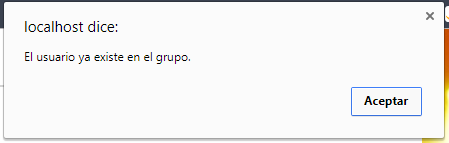 localhost dice:
El usuario ya existe en el grupo.
Aceptar